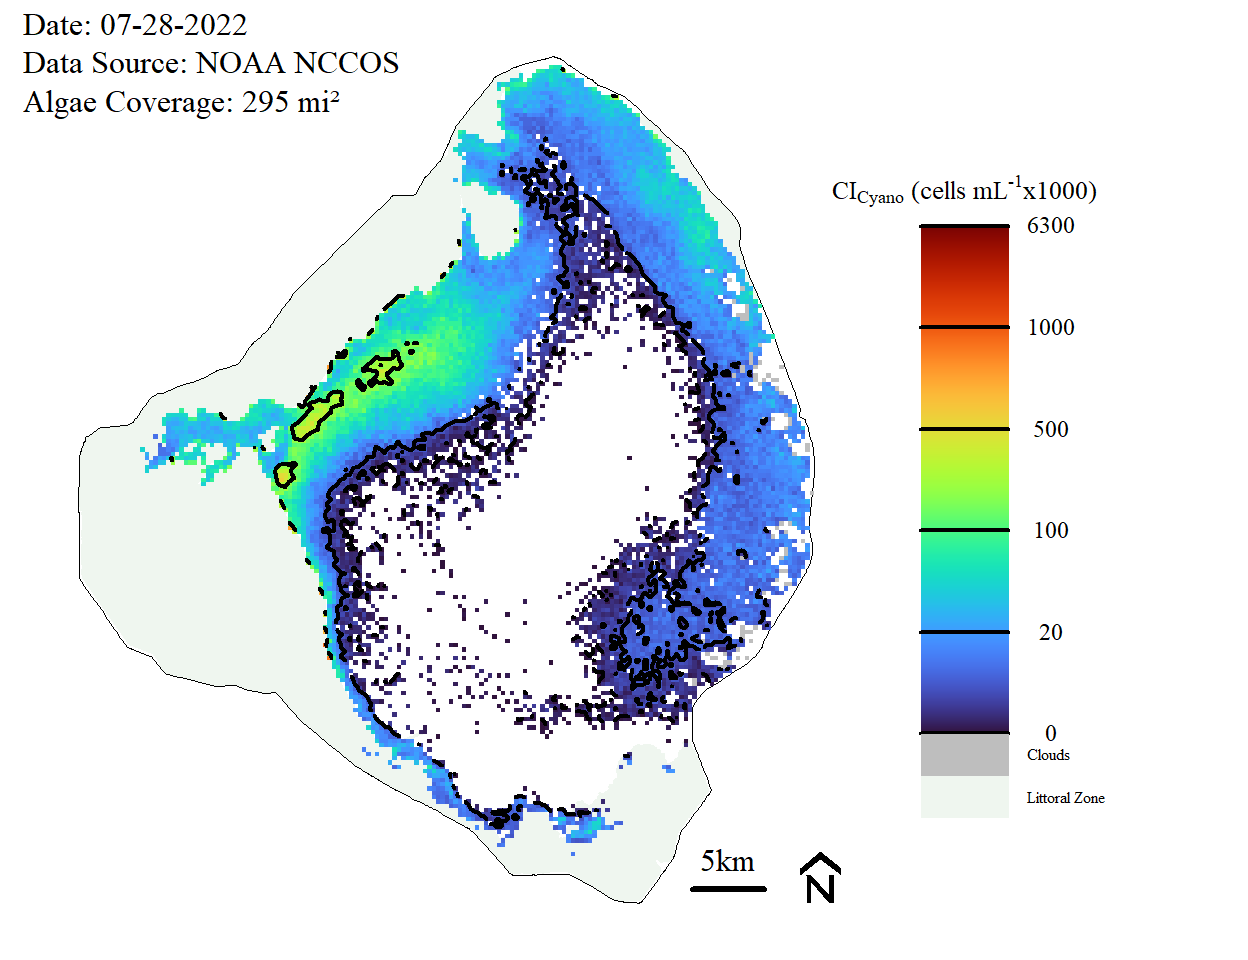 Date: 07-28-2022
Data Source: NOAA NCCOS
Algae Coverage: 295 mi²
CICyano (cells mL-1x1000)
6300
1000
500
100
20
0
Clouds
Littoral Zone
5km
N